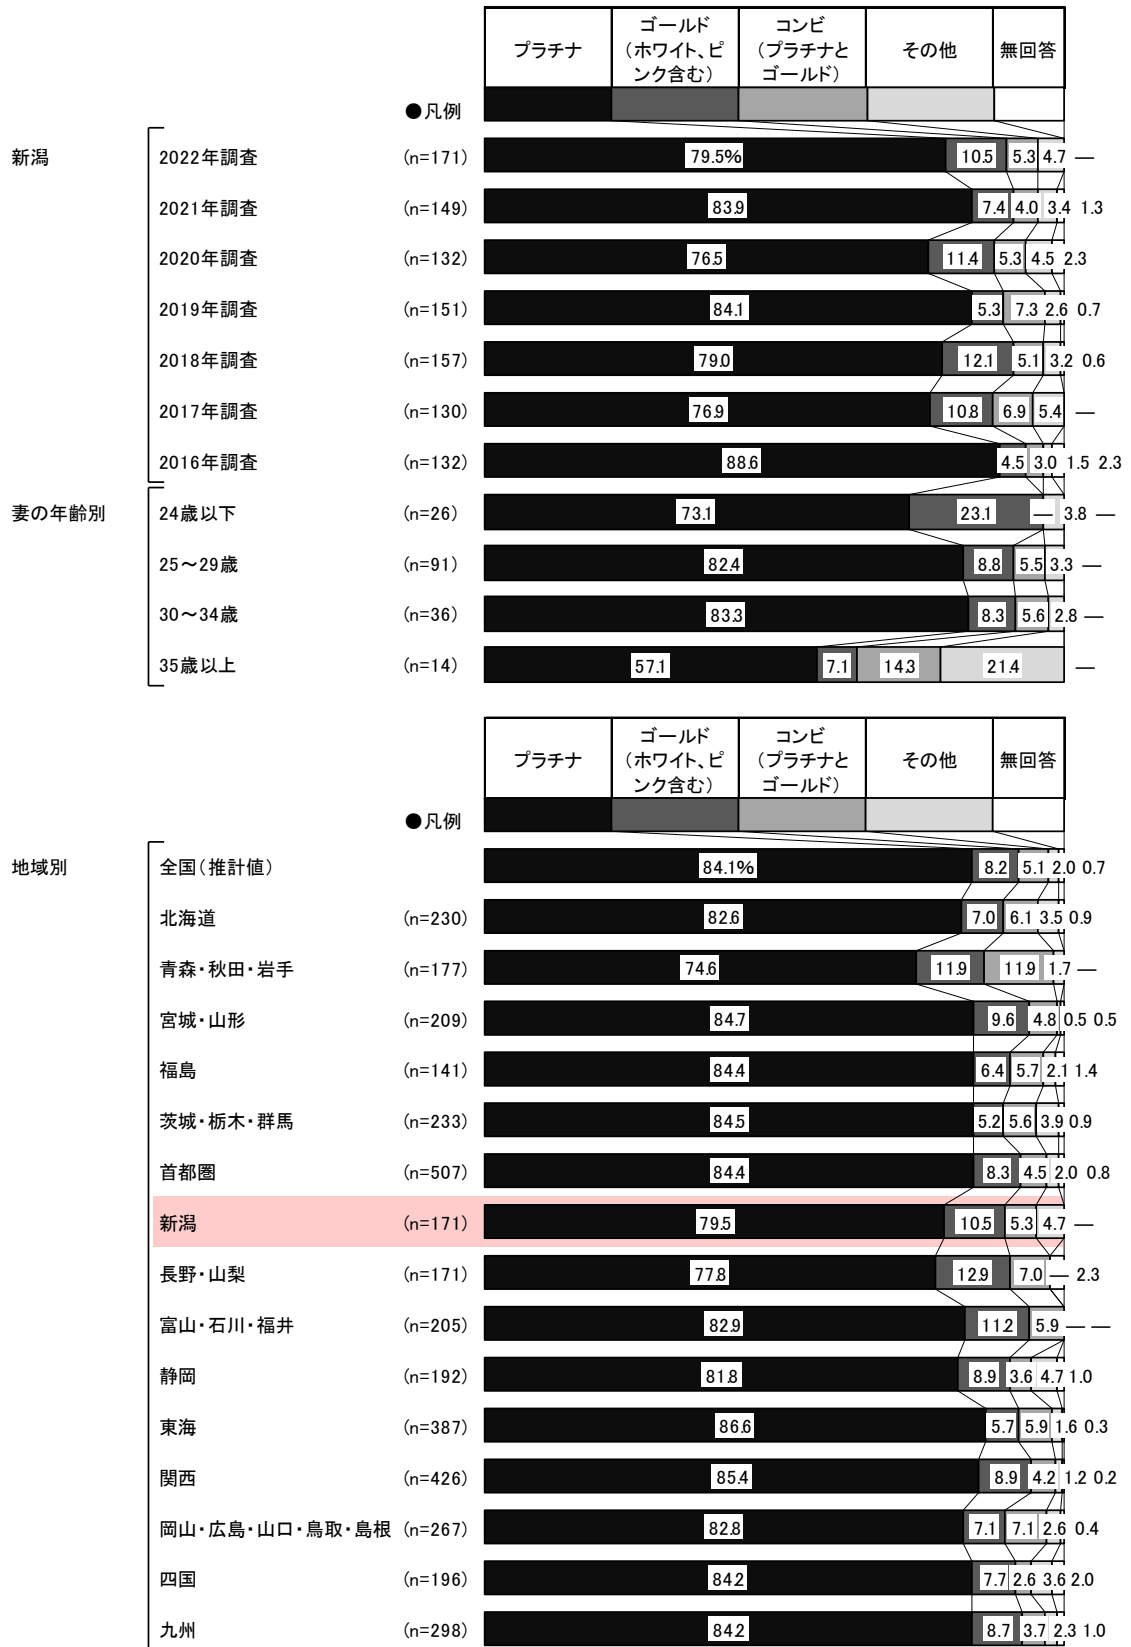 プラチナ ゴールド（ホワイト、ピンク含む） コンビ（プラチナとゴールド） その他 無回答
●凡例
新潟 2022年調査 (n=171) 79.5% 10.5 5.3 4.7 ―
2021年調査 (n=149) 83.9 7.4 4.0 3.4 1.3
2020年調査 (n=132) 76.5 11.4 5.3 4.5 2.3
2019年調査 (n=151) 84.1 5.3 7.3 2.6 0.7
2018年調査 (n=157) 79.0 12.1 5.1 3.2 0.6
2017年調査 (n=130) 76.9 10.8 6.9 5.4 ―
2016年調査 (n=132) 88.6 4.5 3.0 1.5 2.3
妻の年齢別 24歳以下 (n=26) 73.1 23.1 ― 3.8 ―
25～29歳 (n=91) 82.4 8.8 5.5 3.3 ―
30～34歳 (n=36) 83.3 8.3 5.6 2.8 ―
35歳以上 (n=14) 57.1 7.1 14.3 21.4 ―
プラチナ ゴールド（ホワイト、ピンク含む） コンビ（プラチナとゴールド） その他 無回答
●凡例
地域別 全国（推計値） 84.1% 8.2 5.1 2.0 0.7
北海道 (n=230) 82.6 7.0 6.1 3.5 0.9
青森・秋田・岩手 (n=177) 74.6 11.9 11.9 1.7 ―
宮城・山形 (n=209) 84.7 9.6 4.8 0.5 0.5
福島 (n=141) 84.4 6.4 5.7 2.1 1.4
茨城・栃木・群馬 (n=233) 84.5 5.2 5.6 3.9 0.9
首都圏 (n=507) 84.4 8.3 4.5 2.0 0.8
新潟 (n=171) 79.5 10.5 5.3 4.7 ―
長野・山梨 (n=171) 77.8 12.9 7.0 ― 2.3
富山・石川・福井 (n=205) 82.9 11.2 5.9 ― ―
静岡 (n=192) 81.8 8.9 3.6 4.7 1.0
東海 (n=387) 86.6 5.7 5.9 1.6 0.3
関西 (n=426) 85.4 8.9 4.2 1.2 0.2
岡山・広島・山口・鳥取・島根 (n=267) 82.8 7.1 7.1 2.6 0.4
四国 (n=196) 84.2 7.7 2.6 3.6 2.0
九州 (n=298) 84.2 8.7 3.7 2.3 1.0